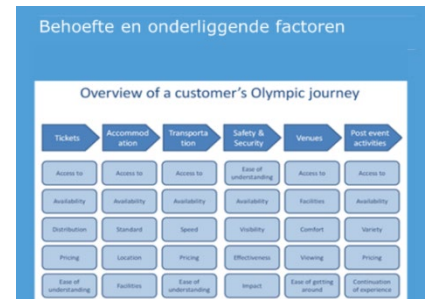 Behoefte en onderliggende factoren
Overview of a customer's Olympic journey
Tickets
Accommod
ation
Transporta
tion
Safety &
Security
Venues
Post event
activities
Access to
Access to
Access to
Ease of
understanding
Access to
Access to
Availability
Availability
Availability
Availability
Facilities
Availability
Distribution
Standard
Speed
Visibility
Comfort
Variety
Pricing
Location
Pricing
Effectiveness
Viewing
Pricing
Ease of
understanding
Facilities
Ease of
understanding
Impact
Ease of getting
around
Continuation
of experience